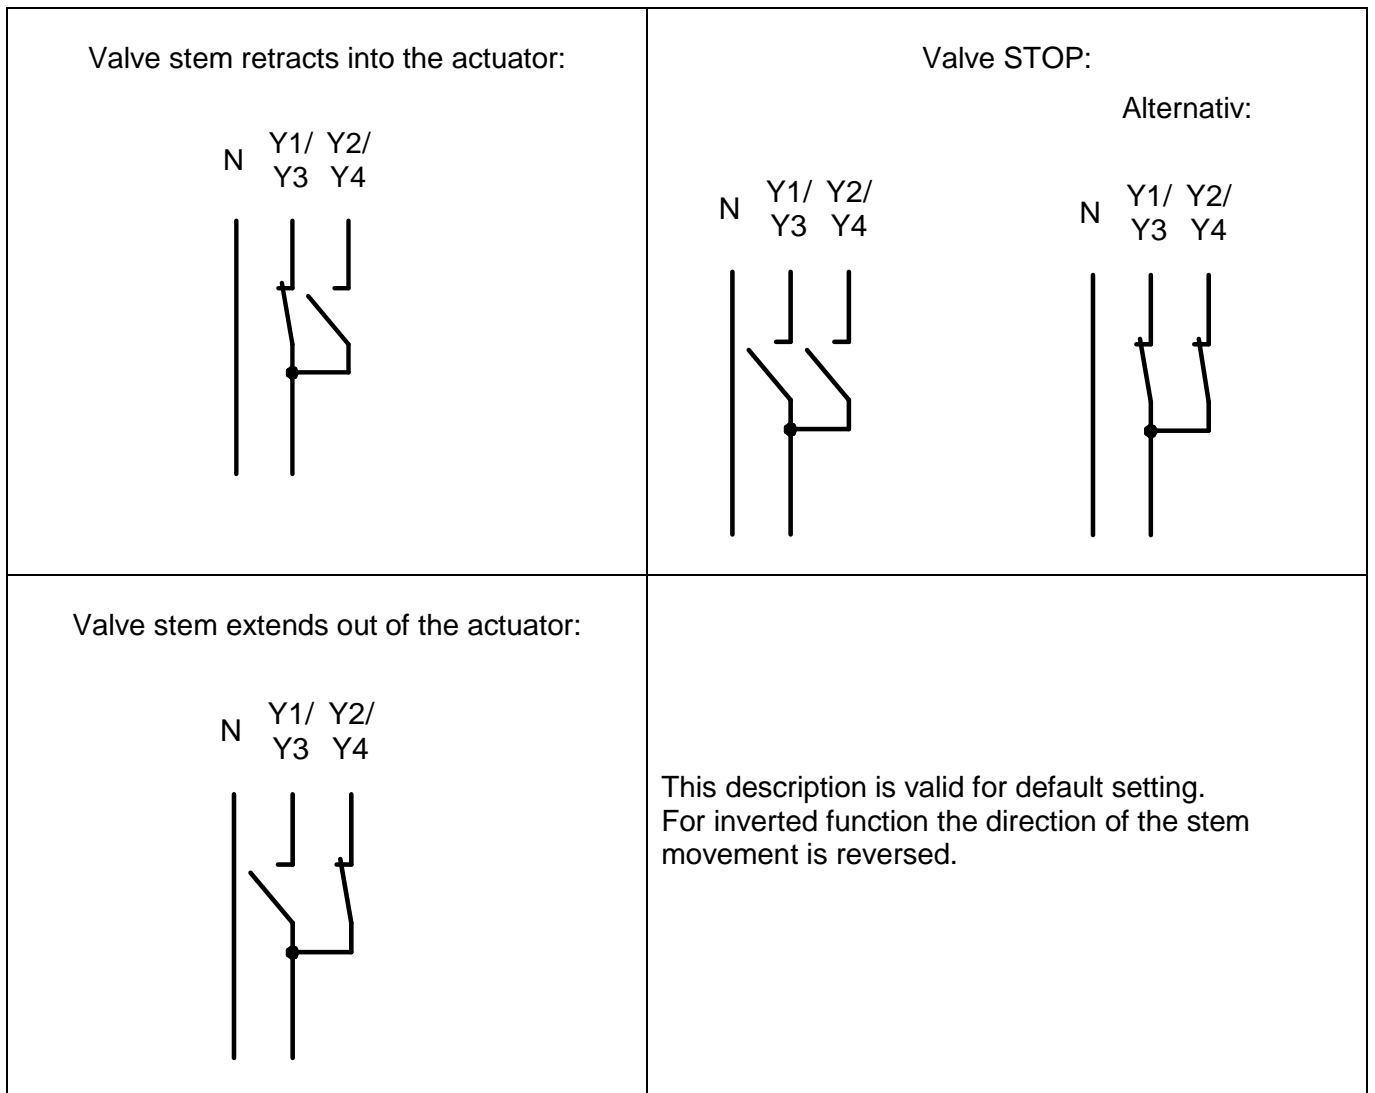 Valve stem retracts into the actuator:
N Y1/ Y2/
Y3 Y4
Valve STOP:
Alternativ:
N Y1/ Y2/
Y3 Y4
N Y1/ Y2/
Y3 Y4
Valve stem extends out of the actuator:
N Y1/ Y2/
Y3 Y4
This description is valid for default setting.
For inverted function the direction of the stem
movement is reversed.